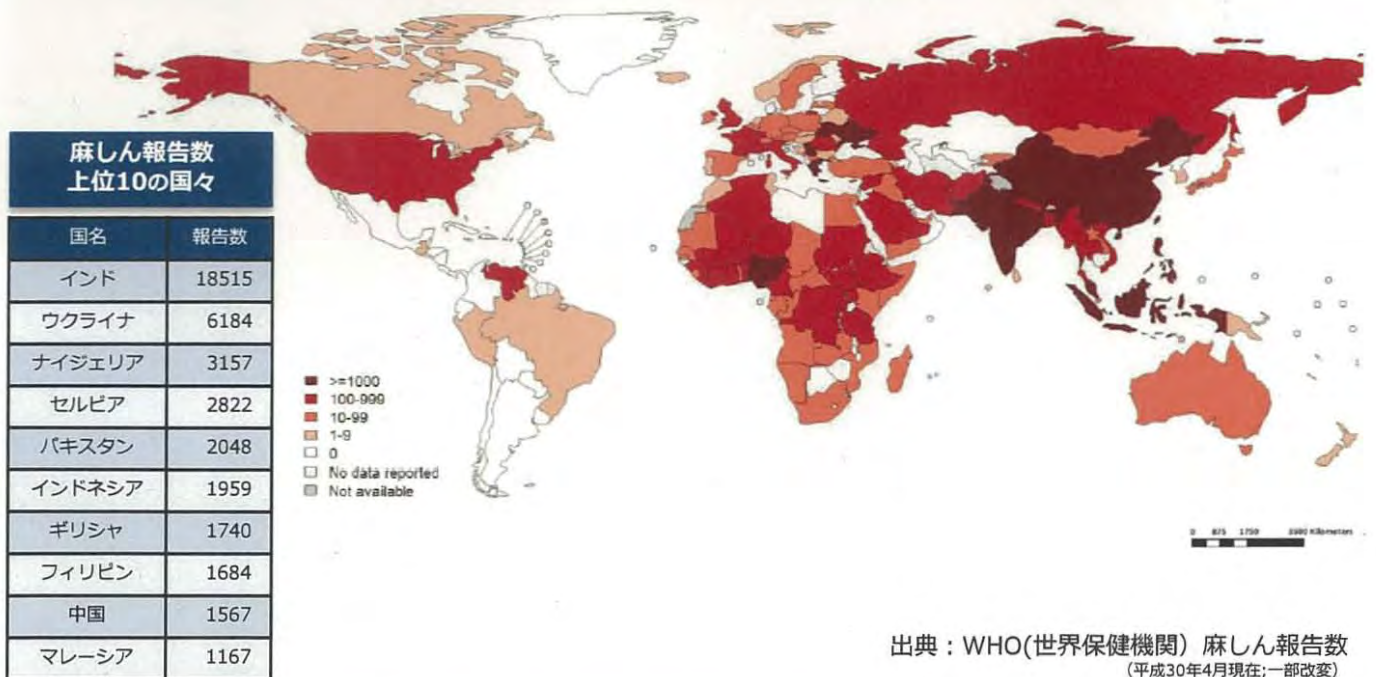 麻しん報告数
上位10の国々
国名 報告数
インド 18515
ウクライナ 6184
ナイジェリア 3157
セルビア 2822
パキスタン 2048
インドネシア 1959
ギリシャ 1740
フィリピン 1684
中国 1567
マレーシア 1167
>=1000
100-999
10-99
1-9
0
No data reported
Not available
0 875 1750 3500 Kilometers
出典：WHO(世界保健機関）麻しん報告数
（平成30年4月現在;一部改変）